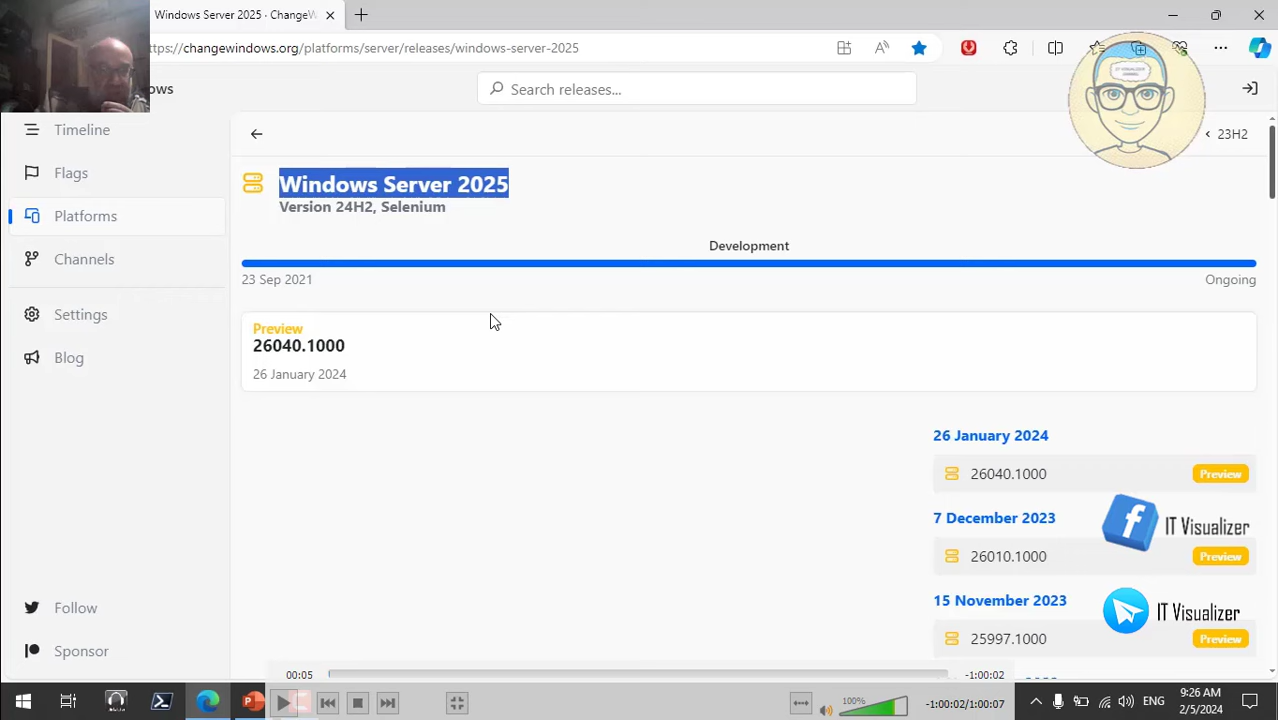 Windows Server 2025 · ChangeW
ttps://changewindows.org/platforms/server/releases/windows-server-2025
ows
Search releases...
IT VISUALIZER
CHANNEL
Timeline
Flags
Platforms
Channels
Settings
Blog
Follow
Sponsor
23H2
Windows Server 2025
Version 24H2, Selenium
Development
23 Sep 2021
Ongoing
Preview
26040.1000
26 January 2024
26 January 2024
26040.1000 Preview
7 December 2023
26010.1000 Preview
15 November 2023
25997.1000 Preview
IT Visualizer
IT Visualizer
00:05
-1:00:02
100%
-1:00:02/1:00:07
ENG
9:26 AM
2/5/2024